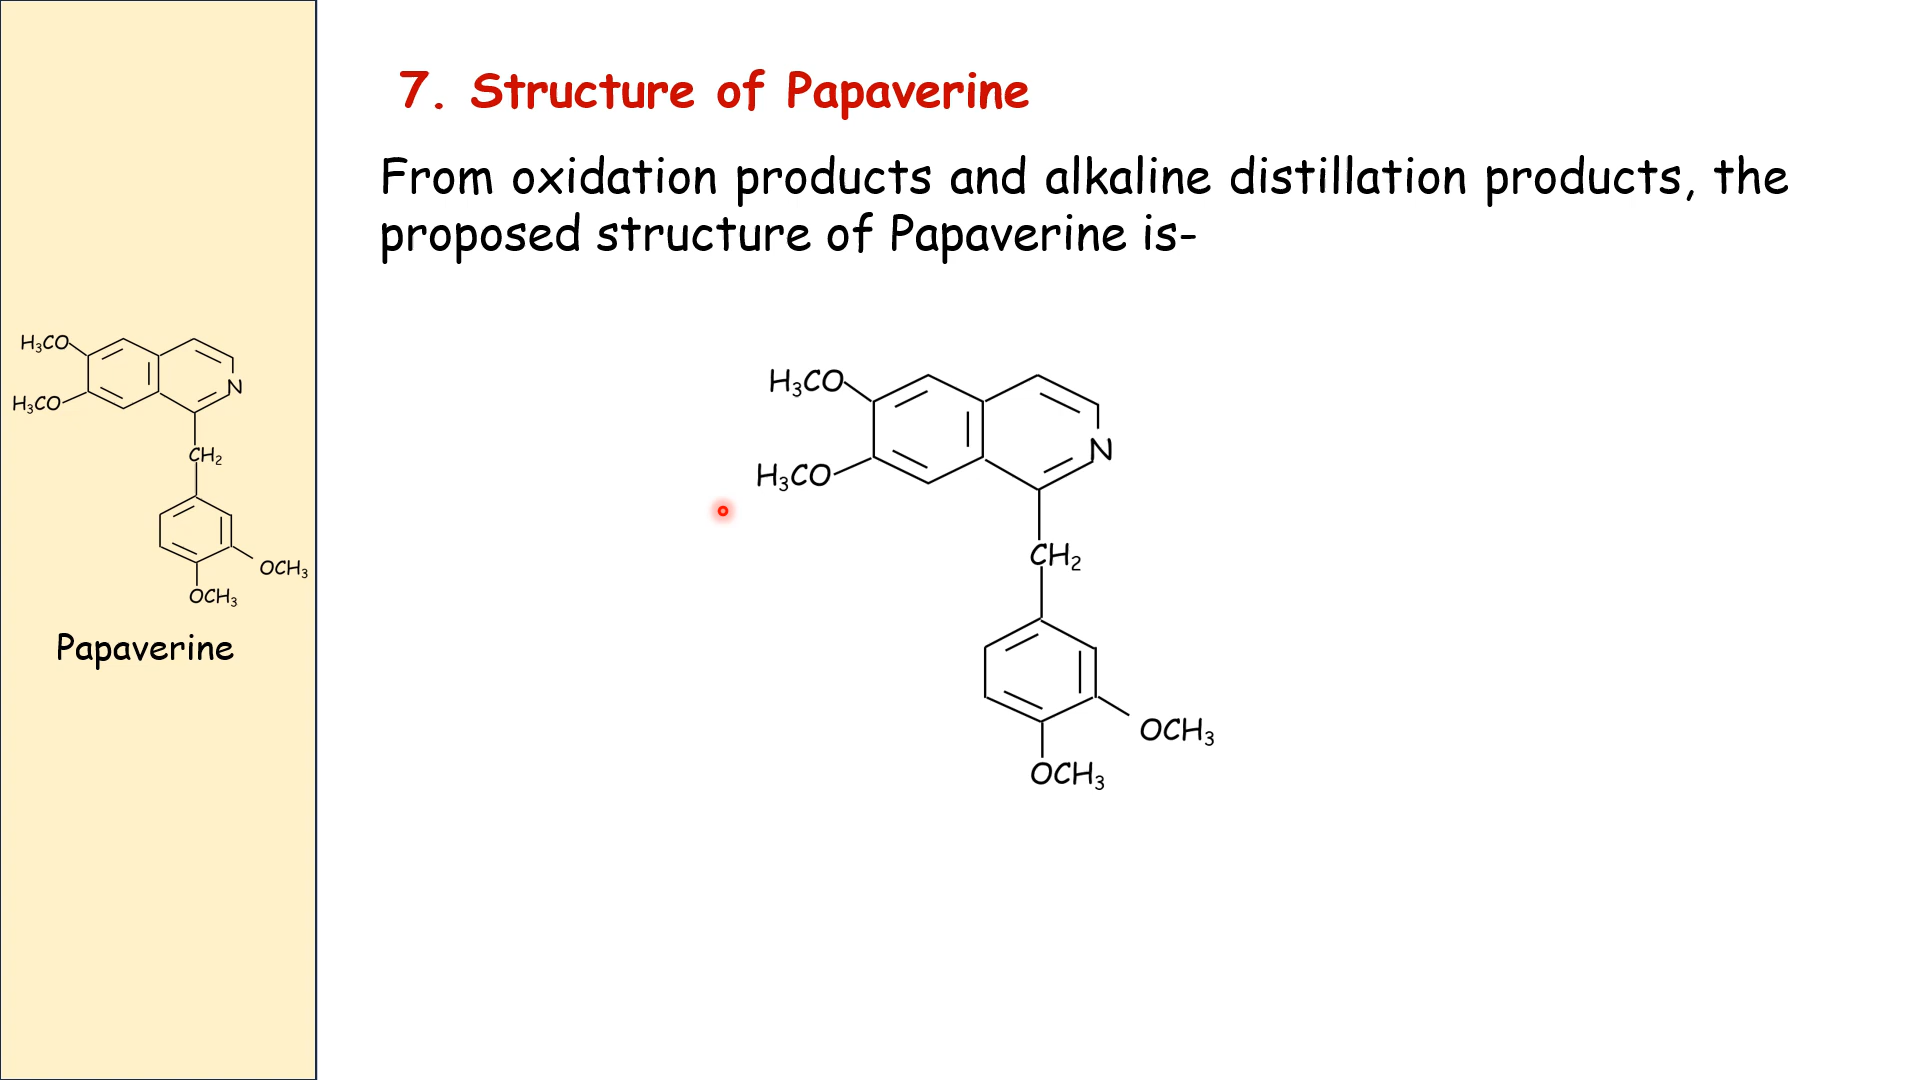 7. Structure of Papaverine
From oxidation products and alkaline distillation products, the
proposed structure of Papaverine is-
H₃CO
H₃CO
N
CH₂
OCH₃
OCH₃
Papaverine
H₃CO
H₃CO
N
CH₂
OCH₃
OCH₃